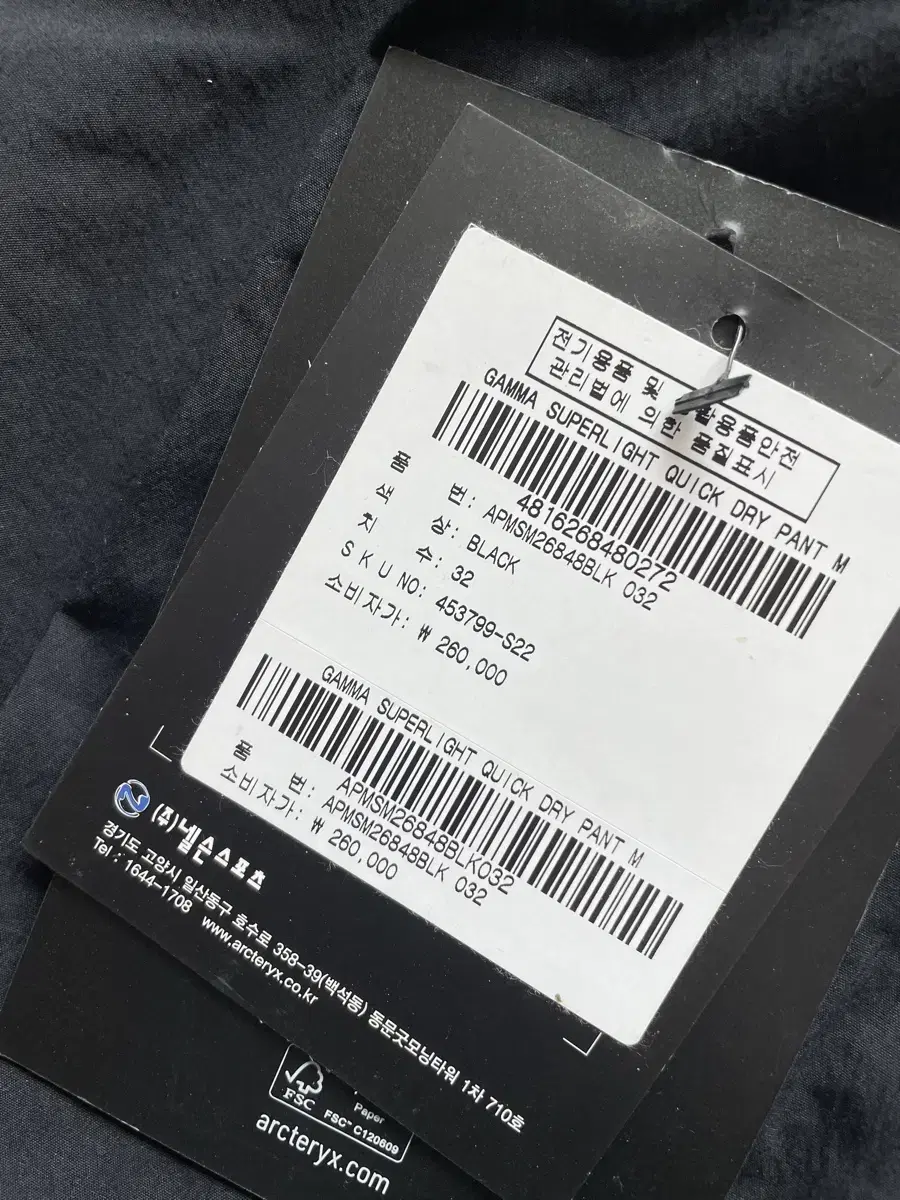 전기용품 및 생활용품안전
관리법에 의한 품질표시
GAMMA SUPERLIGHT QUICK DRY PANT M
4816268480272
품 번: APMSM26848BLK 032
색 상: BLACK
치 수: 32
S K U NO: 453799-S22
소비자가: ₩ 260,000
GAMMA SUPERLIGHT QUICK DRY PANT M
APMSM26848BLK032
품 번: APMSM26848BLK 032
소비자가: ₩ 260,000
(주)넬슨스포츠
경기도 고양시 일산동구 호수로 358-39(백석동) 동문굿모닝타워 1차 710호
Tel : 1644-1708 www.arcteryx.co.kr
FSC
Paper
FSC™ C120609
arcteryx.com